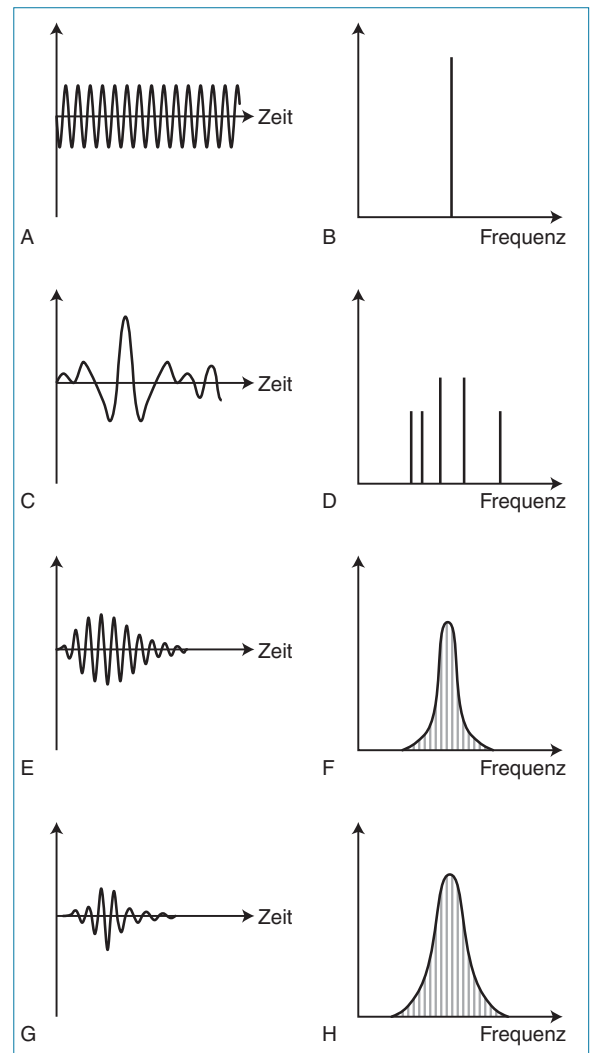 Zeit
A
B
Frequenz
Zeit
C
D
Frequenz
Zeit
E
F
Frequenz
Zeit
G
H
Frequenz